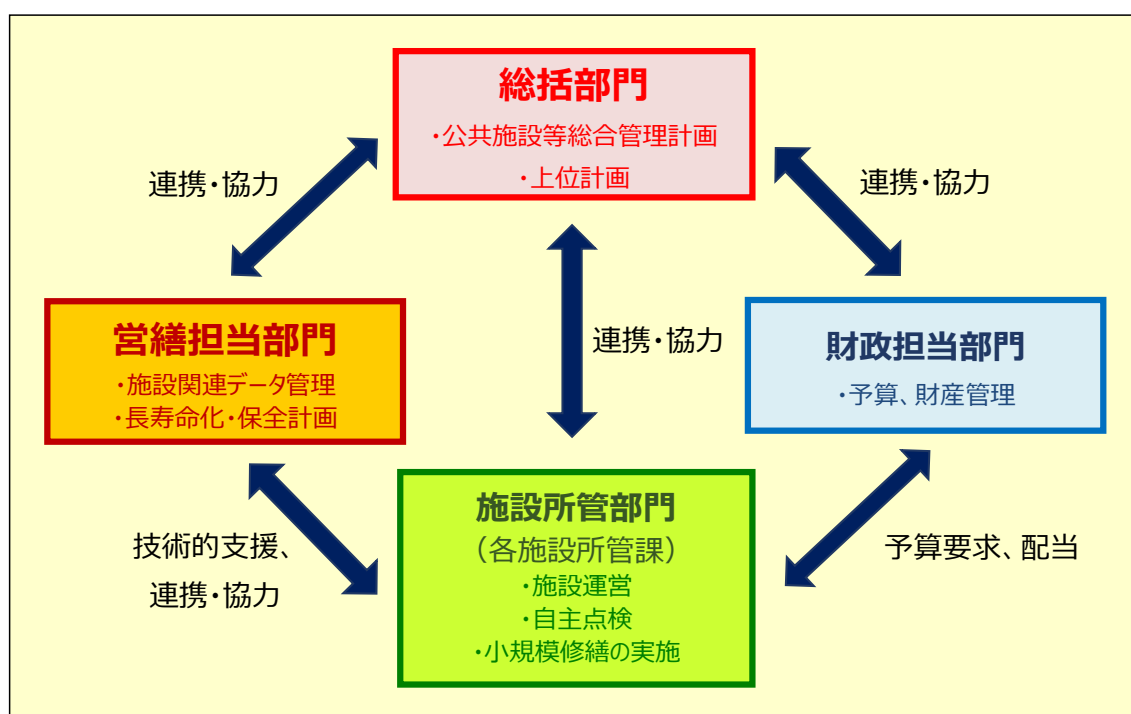 総括部門
・公共施設等総合管理計画
・上位計画
連携・協力
連携・協力
営繕担当部門
・施設関連データ管理
・長寿命化・保全計画
連携・協力
財政担当部門
・予算、財産管理
施設所管部門
（各施設所管課）
・施設運営
・自主点検
・小規模修繕の実施
技術的支援、
連携・協力
予算要求、配当